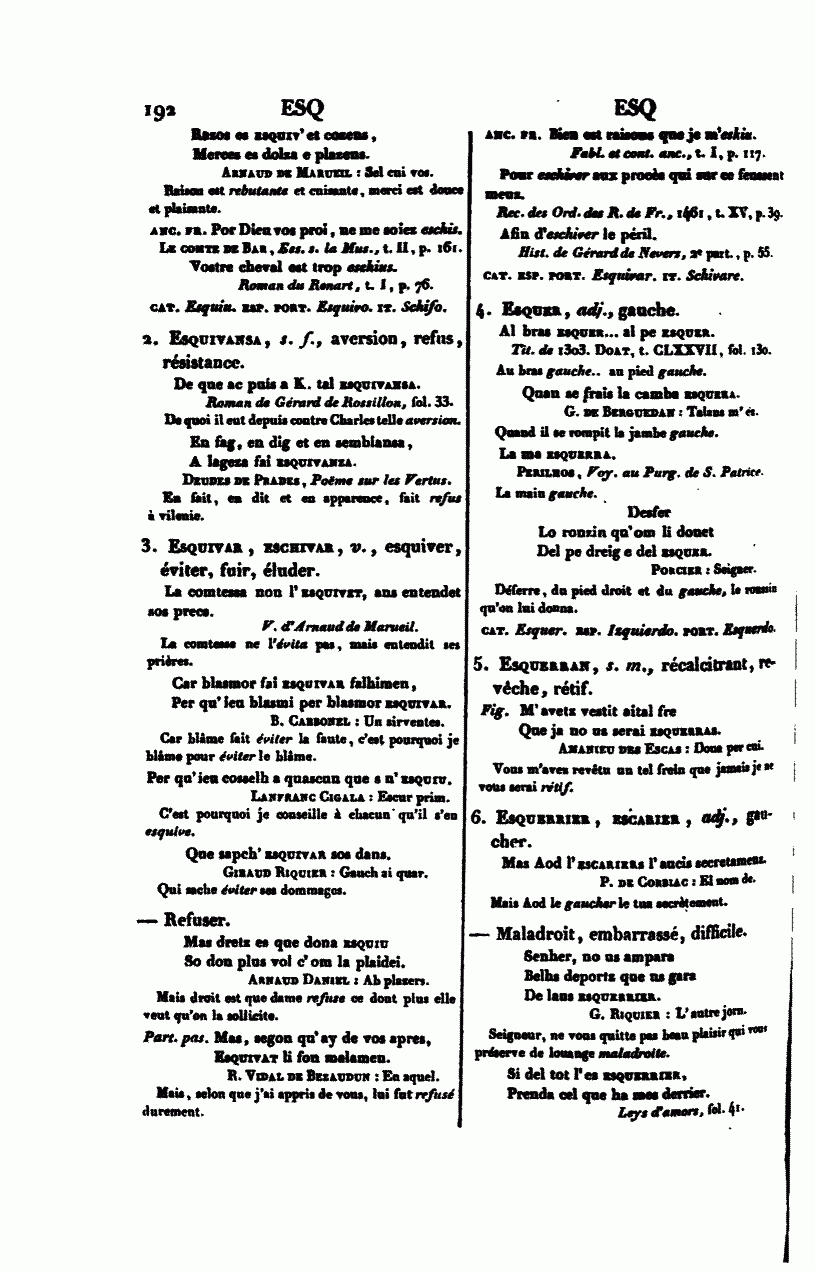 192 ESQ
Razos es ESQUIV' et cozens,
Merces es dolza e plazens.
ARNAUD DE MARUEIL : Sel cui vos.
Raison est rebutante et cuisante, merci est douce
et plaisante.
ANC. FR. Por Dieu vos proi, ne me soiez eschis.
LE COMTE DE BAR, Ess. s. la Mus., t. II, p. 161.
Vostre cheval est trop eschius.
Roman du Renart, t. I, p. 76.
CAT. Esquiu. ESP. PORT. Esquivo. IT. Schifo.
2. ESQUIVANSA, s. f., aversion, refus,
résistance.
De que ac puis a K. tal ESQUIVANSA.
Roman de Gérard de Rossillon, fol. 33.
De quoi il eut depuis contre Charles telle aversion.
En fag, en dig et en semblansa,
A lageza fai ESQUIVANZA.
DEUDES DE PRADES, Poëme sur les Vertus.
En fait, en dit et en apparence, fait refus
à vilenie.
3. ESQUIVAR, ESCHIVAR, v., esquiver,
éviter, fuir, éluder.
La comtessa non l'ESQUIVET, ans entendet
sos precs.
V. d'Arnaud de Marueil.
La comtesse ne l'évita pas, mais entendit ses
prières.
Car blasmor fai ESQUIVAR falhimen,
Per qu'ieu blasmi per blasmor ESQUIVAR.
B. CARBONEL : Un sirventes.
Car blâme fait éviter la faute, c'est pourquoi je
blâme pour éviter le blâme.
Per qu'ieu cosselh a quascun que s n'ESQUIU.
LANFRANC CIGALA : Escur prim.
C'est pourquoi je conseille à chacun qu'il s'en
esquive.
Que sapch' ESQUIVAR sos dans.
GIRAUD RIQUIER : Gauch ai quar.
Qui sache éviter ses dommages.
— Refuser.
Mas dretz es que dona ESQUIU
So don plus vol c'om la plaidei.
ARNAUD DANIEL : Ab plazers.
Mais droit est que dame refuse ce dont plus elle
veut qu'on la sollicite.
Part. pas. Mas, segon qu'ay de vos apres,
ESQUIVAT li fon malamen.
R. VIDAL DE BEZAUDUN : En aquel.
Mais, selon que j'ai appris de vous, lui fut refusé
durement.
ESQ
ANC. FR. Bien est raisons que je m'eskiu.
Fabl. et cont. anc., t. I, p. 117.
Pour eschiver aux procès qui sur ce feussent
meuz.
Rec. des Ord. des R. de Fr., 1461, t. XV, p. 39.
Afin d'eschiver le péril.
Hist. de Gérard de Nevers, 2e part., p. 55.
CAT. ESP. PORT. Esquivar. IT. Schivare.
4. ESQUER, adj., gauche.
Al bras ESQUER... al pe ESQUER.
Tit. de 1303. DOAT, t. CLXXVII, fol. 130.
Au bras gauche.. au pied gauche.
Quan se frais la camba ESQUERA.
G. DE BERGUEDAN : Talans m'es.
Quand il se rompit la jambe gauche.
La ma ESQUERRA.
PERILHOS, Voy. au Purg. de S. Patrice.
La main gauche.
Desfer
Lo ronzin qu'om li donet
Del pe dreig e del ESQUER.
PORCIER : Seigner.
Déferre, du pied droit et du gauche, le roussin
qu'on lui donna.
CAT. Esquer. ESP. Izquierdo. PORT. Esquerdo.
5. ESQUERRAN, s. m., récalcitrant, re-
vêche, rétif.
Fig. M'avetz vestit aital fre
Que ja no us serai ESQUERRAS.
AMANIEU DES ESCAS : Dona per cui.
Vous m'avez revêtu un tel frein que jamais je ne
vous serai rétif.
6. ESQUERRIER, ESCARIER, adj., gau-
cher.
Mas Aod l'ESCARIERS l'aucis secretamens.
P. DE CORBIAC : El nom de.
Mais Aod le gaucher le tua secrètement.
— Maladroit, embarrassé, difficile.
Senher, no us ampara
Belhs deportz que us gara
De laus ESQUERRIER.
G. RIQUIER : L'autre jorn.
Seigneur, ne vous quitte pas beau plaisir qui vous
préserve de louange maladroite.
Si del tot l'es ESQUERRIER,
Prenda cel que ha mes derrier.
Leys d'amors, fol. 41.